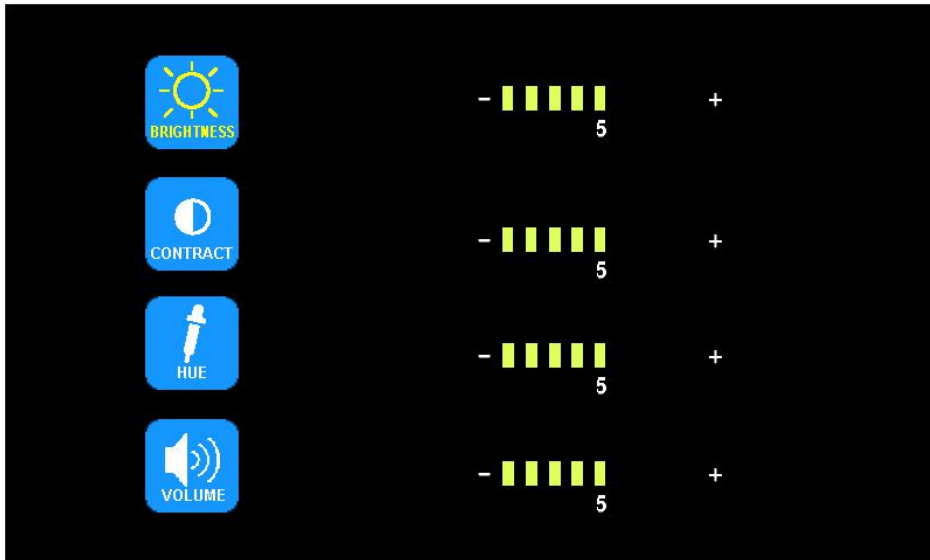 BRIGHTNESS
- +
5
CONTRACT
- +
5
HUE
- +
5
VOLUME
- +
5